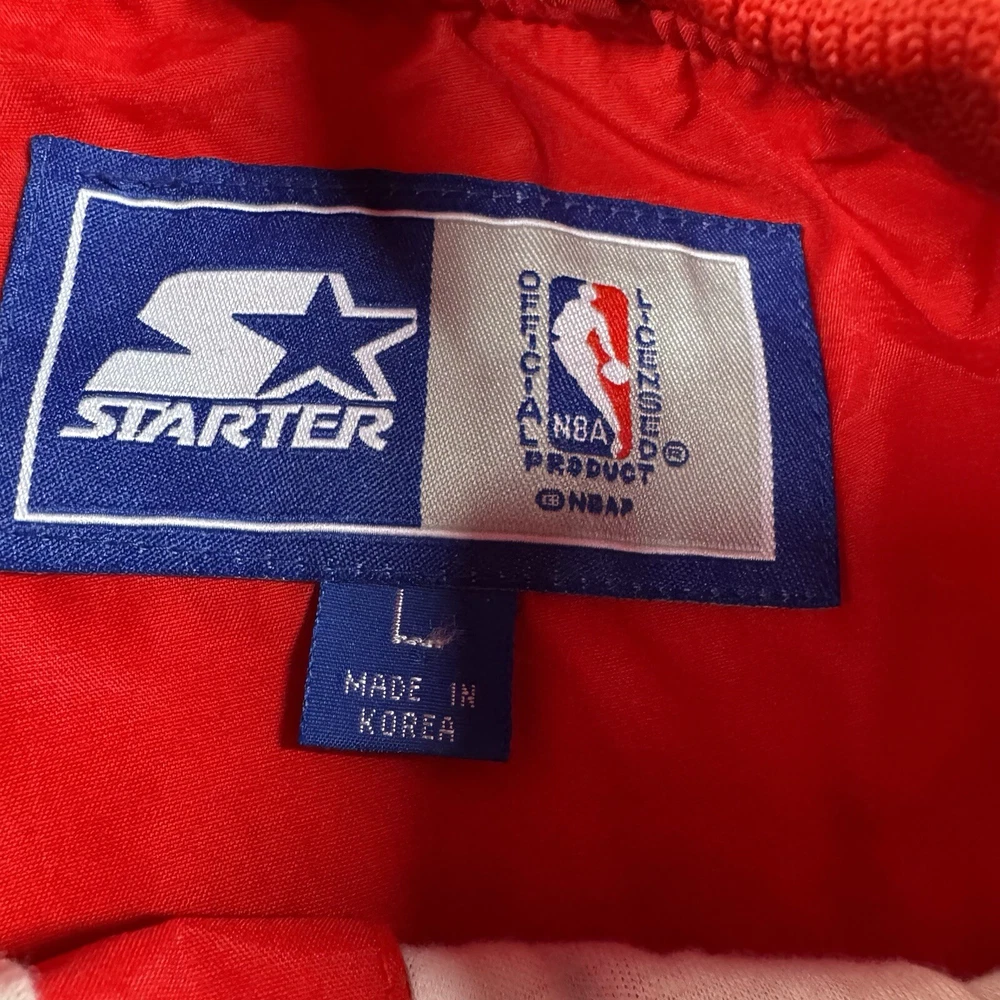 STARTER
OFFICIAL
LICENSED
NBA
PRODUCT ®
© NBAP
L
MADE IN
KOREA